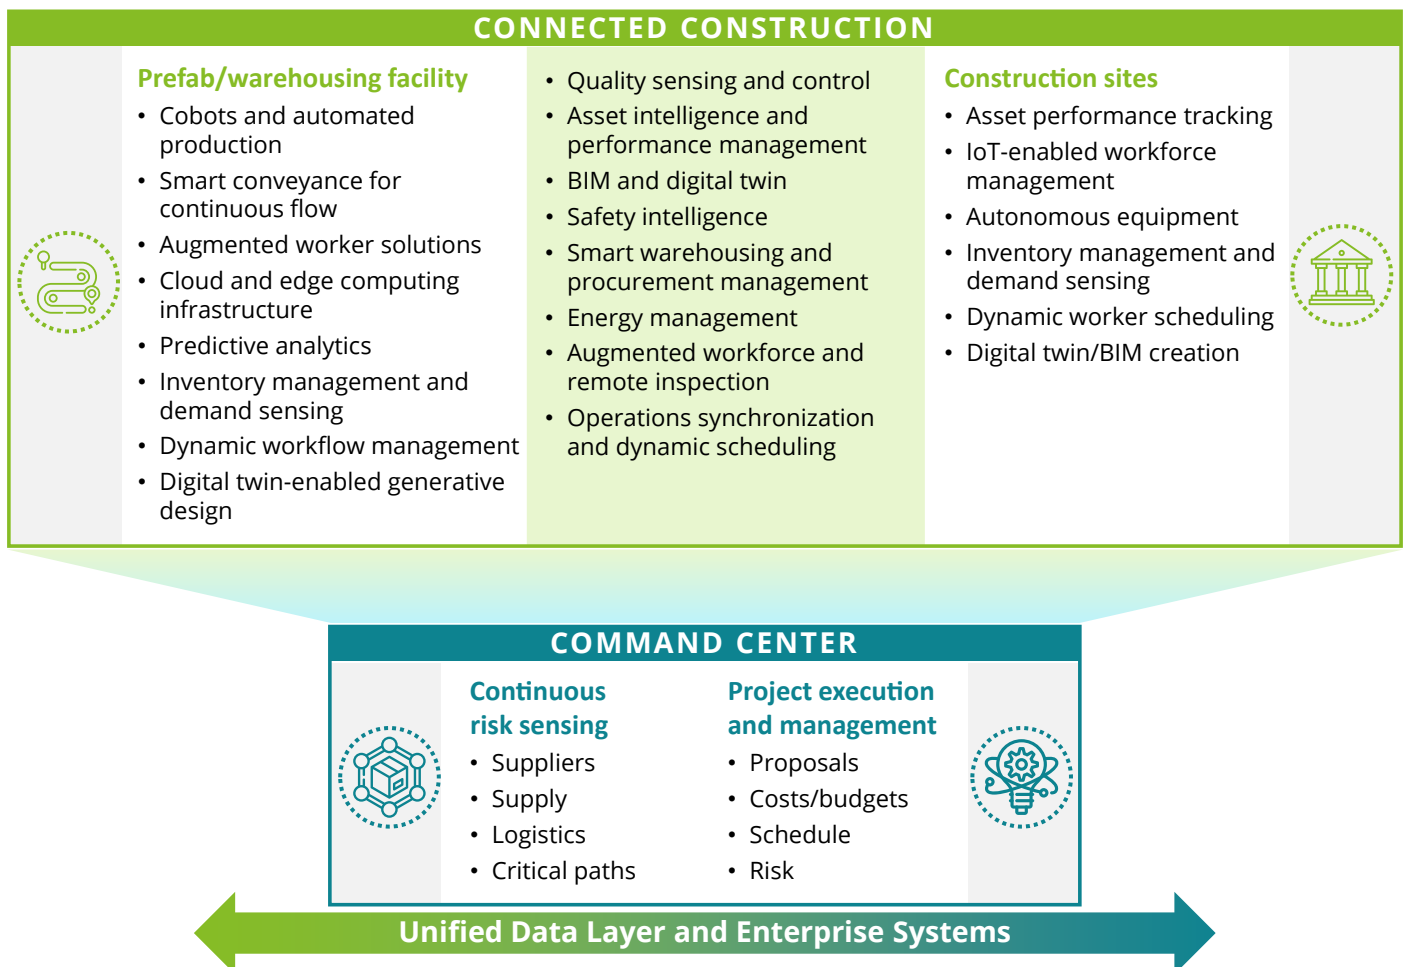 CONNECTED CONSTRUCTION
Prefab/warehousing facility
• Cobots and automated
production
• Smart conveyance for
continuous flow
• Augmented worker solutions
• Cloud and edge computing
infrastructure
• Predictive analytics
• Inventory management and
demand sensing
• Dynamic workflow management
• Digital twin-enabled generative
design
• Quality sensing and control
• Asset intelligence and
performance management
• BIM and digital twin
• Safety intelligence
• Smart warehousing and
procurement management
• Energy management
• Augmented workforce and
remote inspection
• Operations synchronization
and dynamic scheduling
Construction sites
• Asset performance tracking
• IoT-enabled workforce
management
• Autonomous equipment
• Inventory management and
demand sensing
• Dynamic worker scheduling
• Digital twin/BIM creation
COMMAND CENTER
Continuous
risk sensing
• Suppliers
• Supply
• Logistics
• Critical paths
Project execution
and management
• Proposals
• Costs/budgets
• Schedule
• Risk
Unified Data Layer and Enterprise Systems